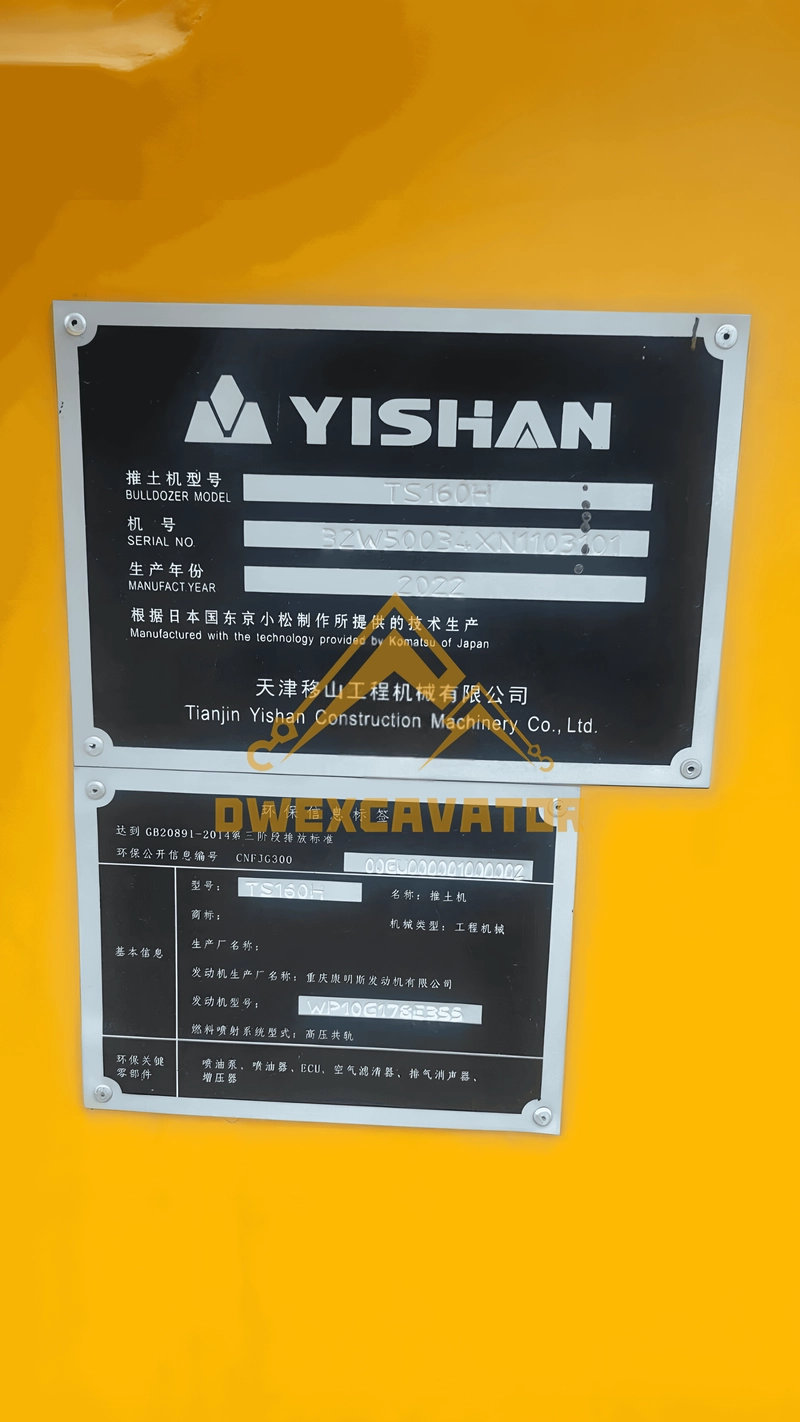 YISHAN
推土机型号
BULLDOZER MODEL TS160H
机 号
SERIAL NO. 32W50034XN1103101
生产年份
MANUFACT.YEAR 2022
根据日本国东京小松制作所提供的技术生产
Manufactured with the technology provided by Komatsu of Japan
天津移山工程机械有限公司
Tianjin Yishan Construction Machinery Co., Ltd.
DWEXCAVATOR
环保信息标签
达到 GB20891-2014第三阶段排放标准
环保公开信息编号 CNFJG300 00GU000001000002
型号: TS160H 名称: 推土机
商标: 机械类型: 工程机械
基本信息
生产厂名称:
发动机生产厂名称: 重庆康明斯发动机有限公司
发动机型号: WP10G178E355
燃料喷射系统型式: 高压共轨
环保关键
零部件
喷油泵、喷油器、ECU、空气滤清器、排气消声器、
增压器